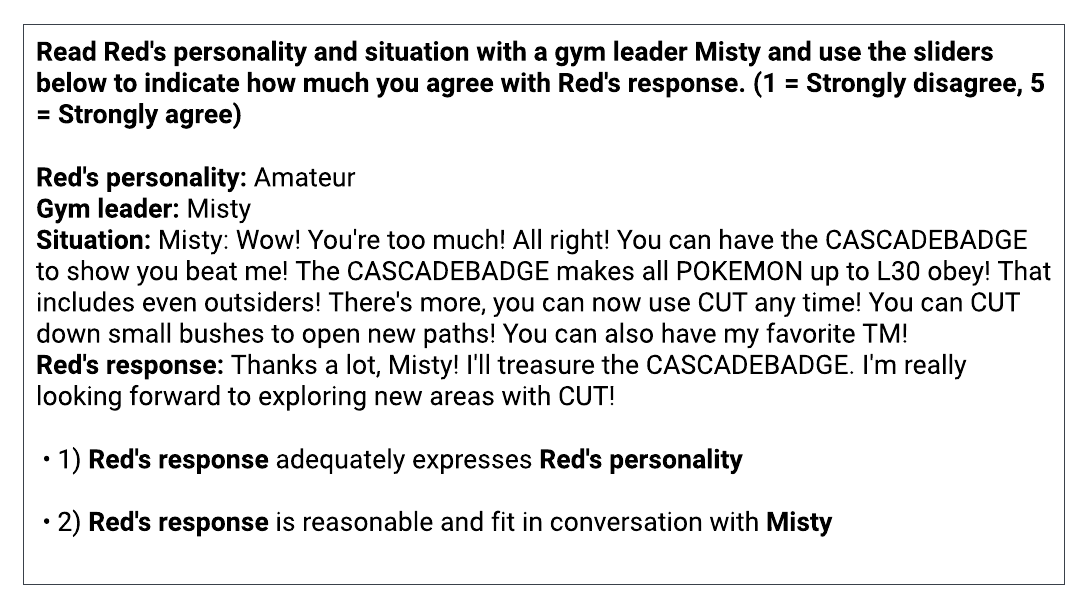 Read Red's personality and situation with a gym leader Misty and use the sliders
below to indicate how much you agree with Red's response. (1 = Strongly disagree, 5
= Strongly agree)
Red's personality: Amateur
Gym leader: Misty
Situation: Misty: Wow! You're too much! All right! You can have the CASCADEBADGE
to show you beat me! The CASCADEBADGE makes all POKEMON up to L30 obey! That
includes even outsiders! There's more, you can now use CUT any time! You can CUT
down small bushes to open new paths! You can also have my favorite TM!
Red's response: Thanks a lot, Misty! I'll treasure the CASCADEBADGE. I'm really
looking forward to exploring new areas with CUT!
• 1) Red's response adequately expresses Red's personality
• 2) Red's response is reasonable and fit in conversation with Misty